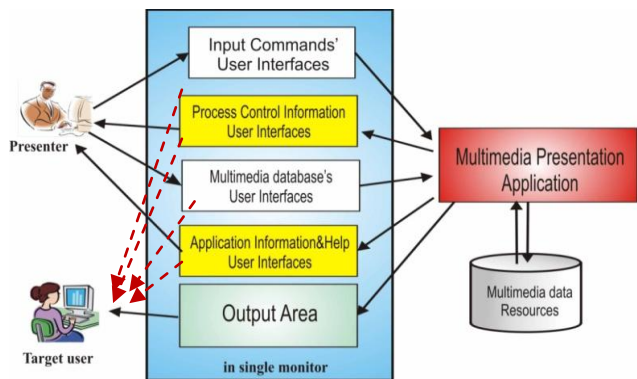 Input Commands'
User Interfaces
Process Control Information
User Interfaces
Presenter
Multimedia Presentation
Application
Multimedia database's
User Interfaces
Application Information&Help
User Interfaces
Multimedia data
Resources
Output Area
Target user
in single monitor